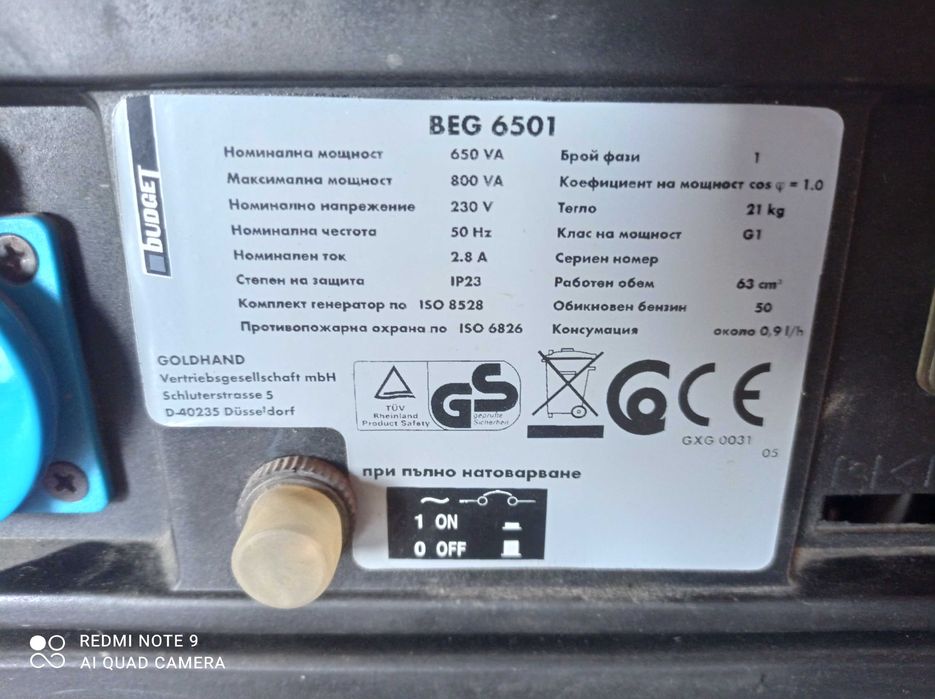 BUDGET
BEG 6501
Номинална мощност 650 VA
Максимална мощност 800 VA
Номинално напрежение 230 V
Номинална честота 50 Hz
Номинален ток 2.8 A
Степен на защита IP23
Комплект генератор по ISO 8528
Противопожарна охрана по ISO 6826
Брой фази 1
Коефициент на мощност cos φ = 1.0
Тегло 21 kg
Клас на мощност G1
Сериен номер
Работен обем 63 cm³
Обикновен бензин 50
Консумация около 0,9 l/h
GOLDHAND
Vertriebsgesellschaft mbH
Schluterstrasse 5
D-40235 Düsseldorf
TÜV
Rheinland
Product Safety
GS
geprüfte
Sicherheit
CE
GXG 0031
05
при пълно натоварване
1 ON
0 OFF
REDMI NOTE 9
AI QUAD CAMERA